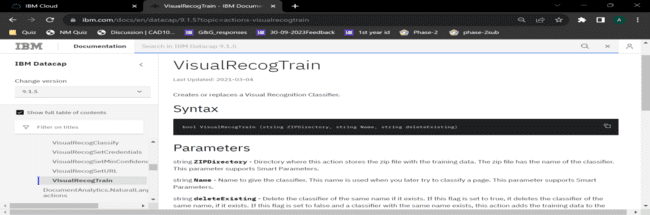 IBM Cloud
VisualRecogTrain - IBM Docume
ibm.com/docs/en/datacap/9.1.5?topic=actions-visualrecogtrain
Quiz
NM Quiz
Discussion | CAD10...
G&G_responses
30-09-2023Feedback
1st year id
Phase-2
phase-2sub
IBM
Documentation
Search in IBM Datacap 9.1.5.
IBM Datacap
Change version
9.1.5
Show full table of contents
Filter on titles
VisualRecogClassify
VisualRecogSetCredentials
VisualRecogSetMinConfidenc
VisualRecogSetURL
VisualRecogTrain
DocumentAnalytics.NaturalLang
actions
VisualRecogTrain
Last Updated: 2021-03-04
Creates or replaces a Visual Recognition Classifier.
Syntax
bool VisualRecogTrain (string ZIPDirectory, string Name, string deleteExisting)
Parameters
string ZIPDirectory - Directory where this action stores the zip file with the training data. The zip file has the name of the classifier.
This parameter supports Smart Parameters.
string Name - Name to give the classifier. This name is used when you later try to classify a page. This parameter supports Smart
Parameters.
string deleteExisting - Delete the classifier of the same name if it exists. If this flag is set to true, it deletes the classifier of the
same name, if it exists. If this flag is set to false and a classifier with the same name exists, this action adds the training data to the